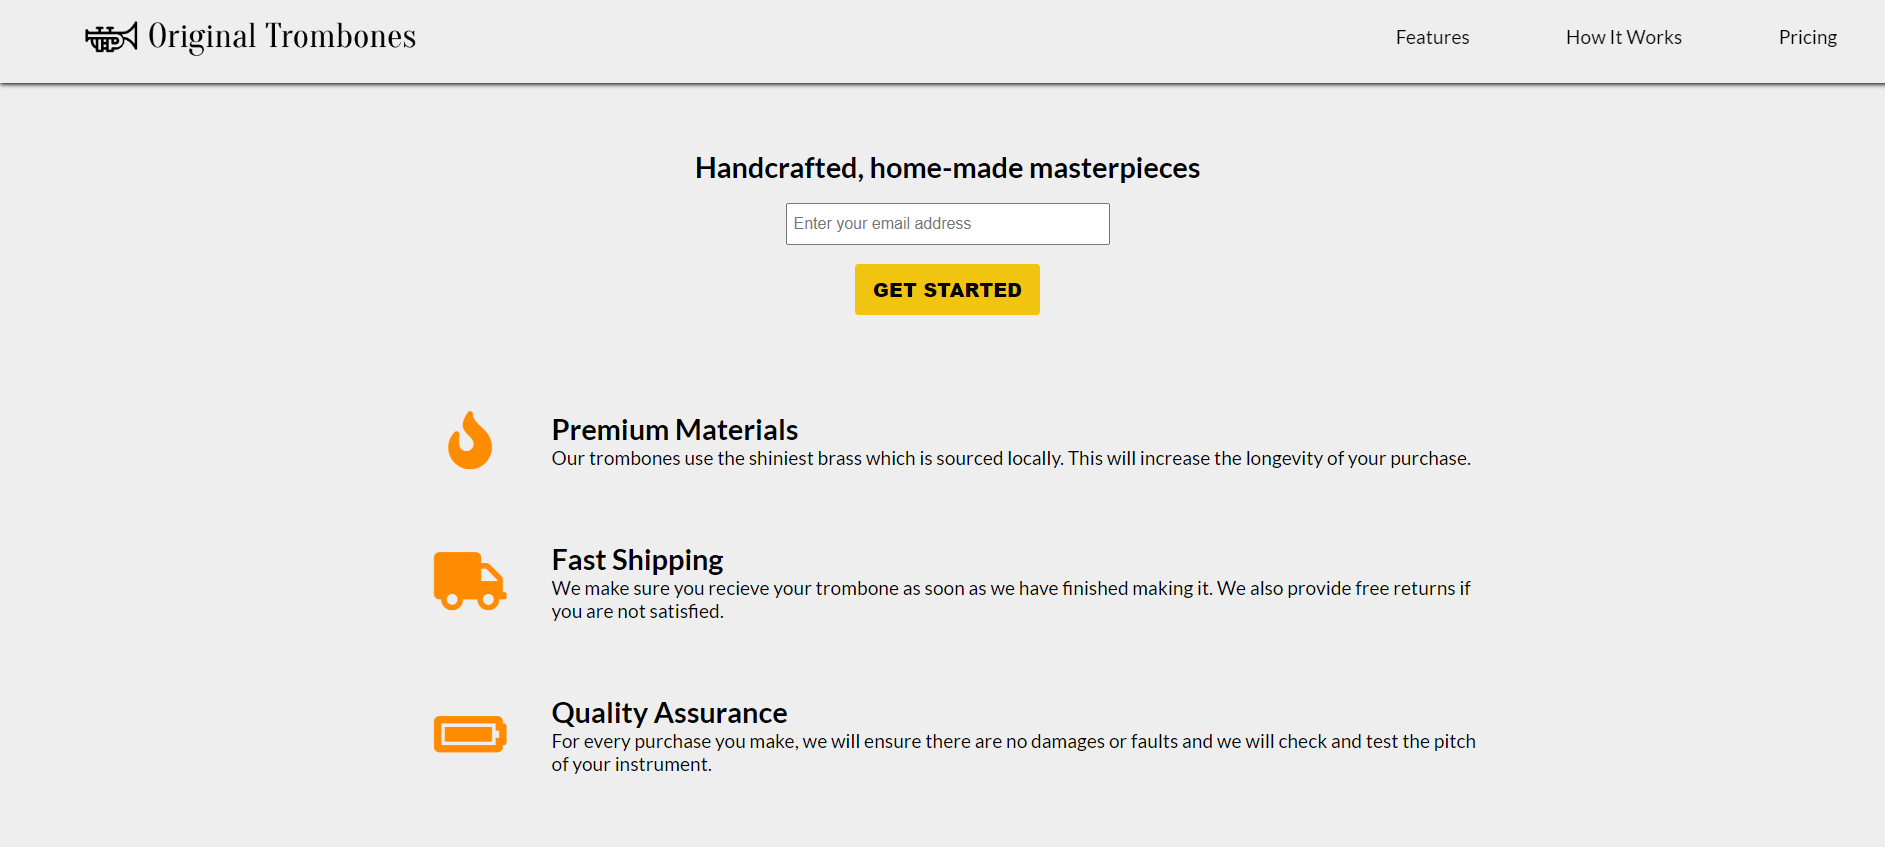 Original Trombones
Features
How It Works
Pricing
Handcrafted, home-made masterpieces
Enter your email address
GET STARTED
Premium Materials
Our trombones use the shiniest brass which is sourced locally. This will increase the longevity of your purchase.
Fast Shipping
We make sure you recieve your trombone as soon as we have finished making it. We also provide free returns if
you are not satisfied.
Quality Assurance
For every purchase you make, we will ensure there are no damages or faults and we will check and test the pitch
of your instrument.